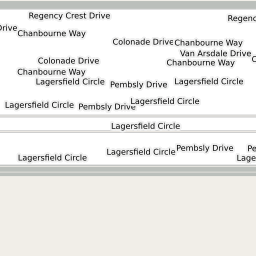 Regency Crest Drive
Regenc
Drive
Chanbourne Way
Colonade Drive
Chanbourne Way
Van Arsdale Drive
C
Colonade Drive
Chanbourne Way
Chanbourne Way
Lagersfield Circle
Pembsly Drive
Lagersfield Circle
Lagersfield Circle
Pembsly Drive
Lagersfield Circle
Lagersfield Circle
Lagersfield Circle
Pembsly Drive
Pe
Lagersfield Circle
Lage